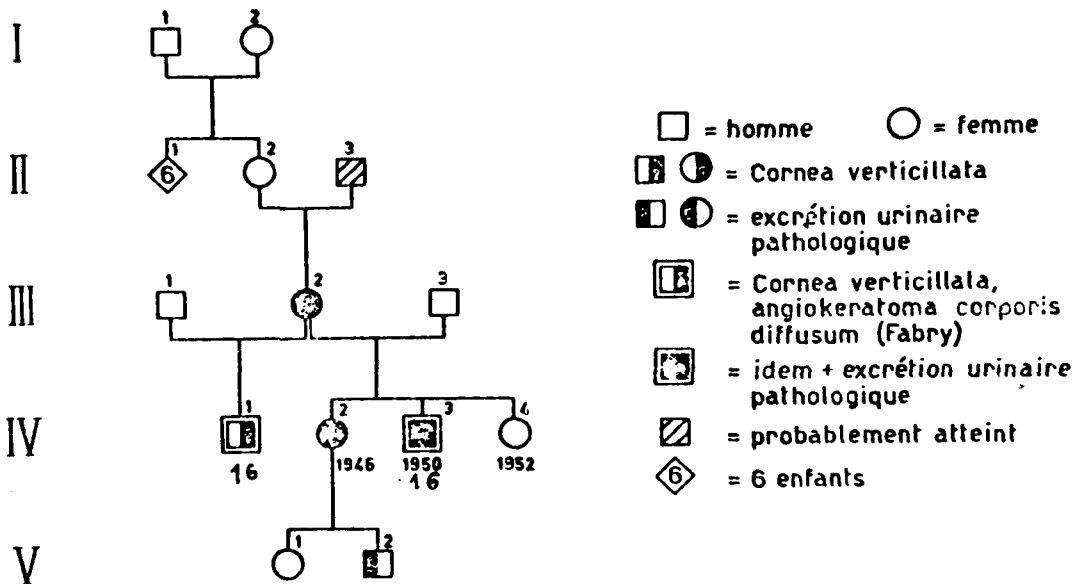 I
1 2
II
1 2 3
6
III
1 2 3
IV
1 2 3 4
16 1946 1950 1952
16
V
1 2
= homme = femme
= Cornea verticillata
= excrétion urinaire
pathologique
= Cornea verticillata,
angiokeratoma corporis
diffusum (Fabry)
= idem + excrétion urinaire
pathologique
= probablement atteint
6 = 6 enfants